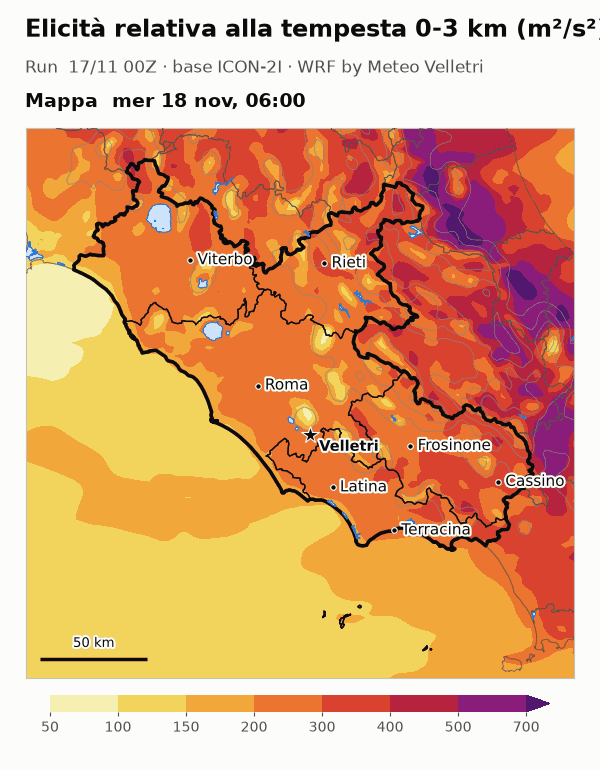 Elicità relativa alla tempesta 0-3 km (m²/s²)
Run  17/11 00Z · base ICON-2I · WRF by Meteo Velletri
Mappa  mer 18 nov, 06:00
Viterbo
Rieti
Roma
Velletri
Frosinone
Cassino
Latina
Terracina
50 km
50 100 150 200 300 400 500 700